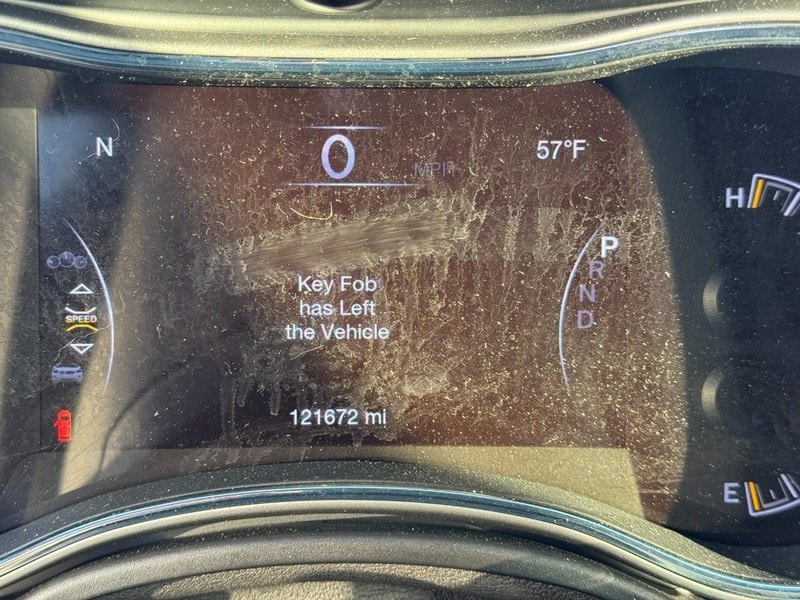 N
0 MPH
57°F
H
P
R
N
D
SPEED
Key Fob
has Left
the Vehicle
121672 mi
E